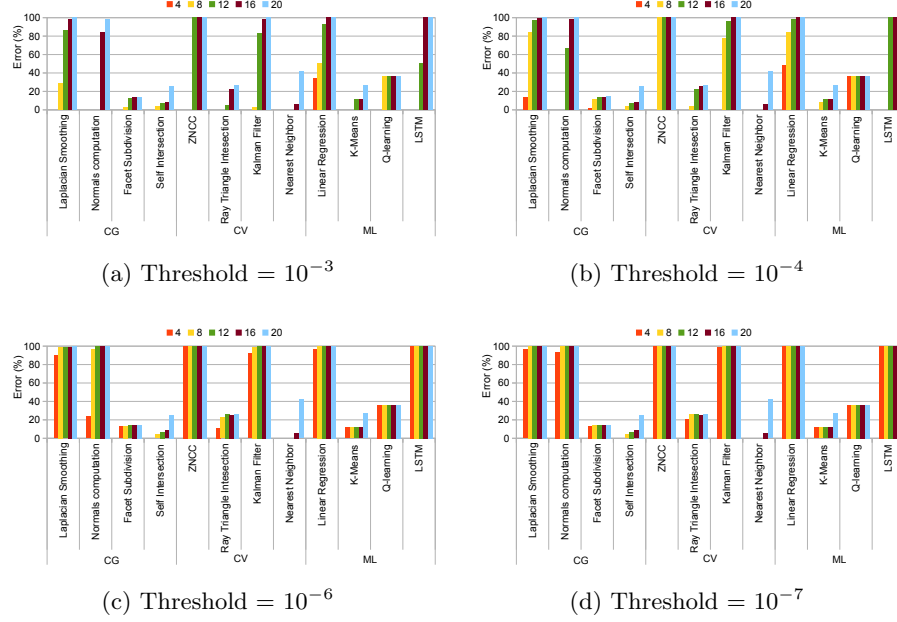 4 8 12 16 20
Error (%)
100
80
60
40
20
0
Laplacian Smoothing
Normals computation
Facet Subdivision
Self Intersection
ZNCC
Ray Triangle Intesection
Kalman Filter
Nearest Neighbor
Linear Regression
K-Means
Q-learning
LSTM
CG CV ML
(a) Threshold = 10⁻³
4 8 12 16 20
Error (%)
100
80
60
40
20
0
Laplacian Smoothing
Normals computation
Facet Subdivision
Self Intersection
ZNCC
Ray Triangle Intesection
Kalman Filter
Nearest Neighbor
Linear Regression
K-Means
Q-learning
LSTM
CG CV ML
(b) Threshold = 10⁻⁴
4 8 12 16 20
Error (%)
100
80
60
40
20
0
Laplacian Smoothing
Normals computation
Facet Subdivision
Self Intersection
ZNCC
Ray Triangle Intesection
Kalman Filter
Nearest Neighbor
Linear Regression
K-Means
Q-learning
LSTM
CG CV ML
(c) Threshold = 10⁻⁶
4 8 12 16 20
Error (%)
100
80
60
40
20
0
Laplacian Smoothing
Normals computation
Facet Subdivision
Self Intersection
ZNCC
Ray Triangle Intesection
Kalman Filter
Nearest Neighbor
Linear Regression
K-Means
Q-learning
LSTM
CG CV ML
(d) Threshold = 10⁻⁷